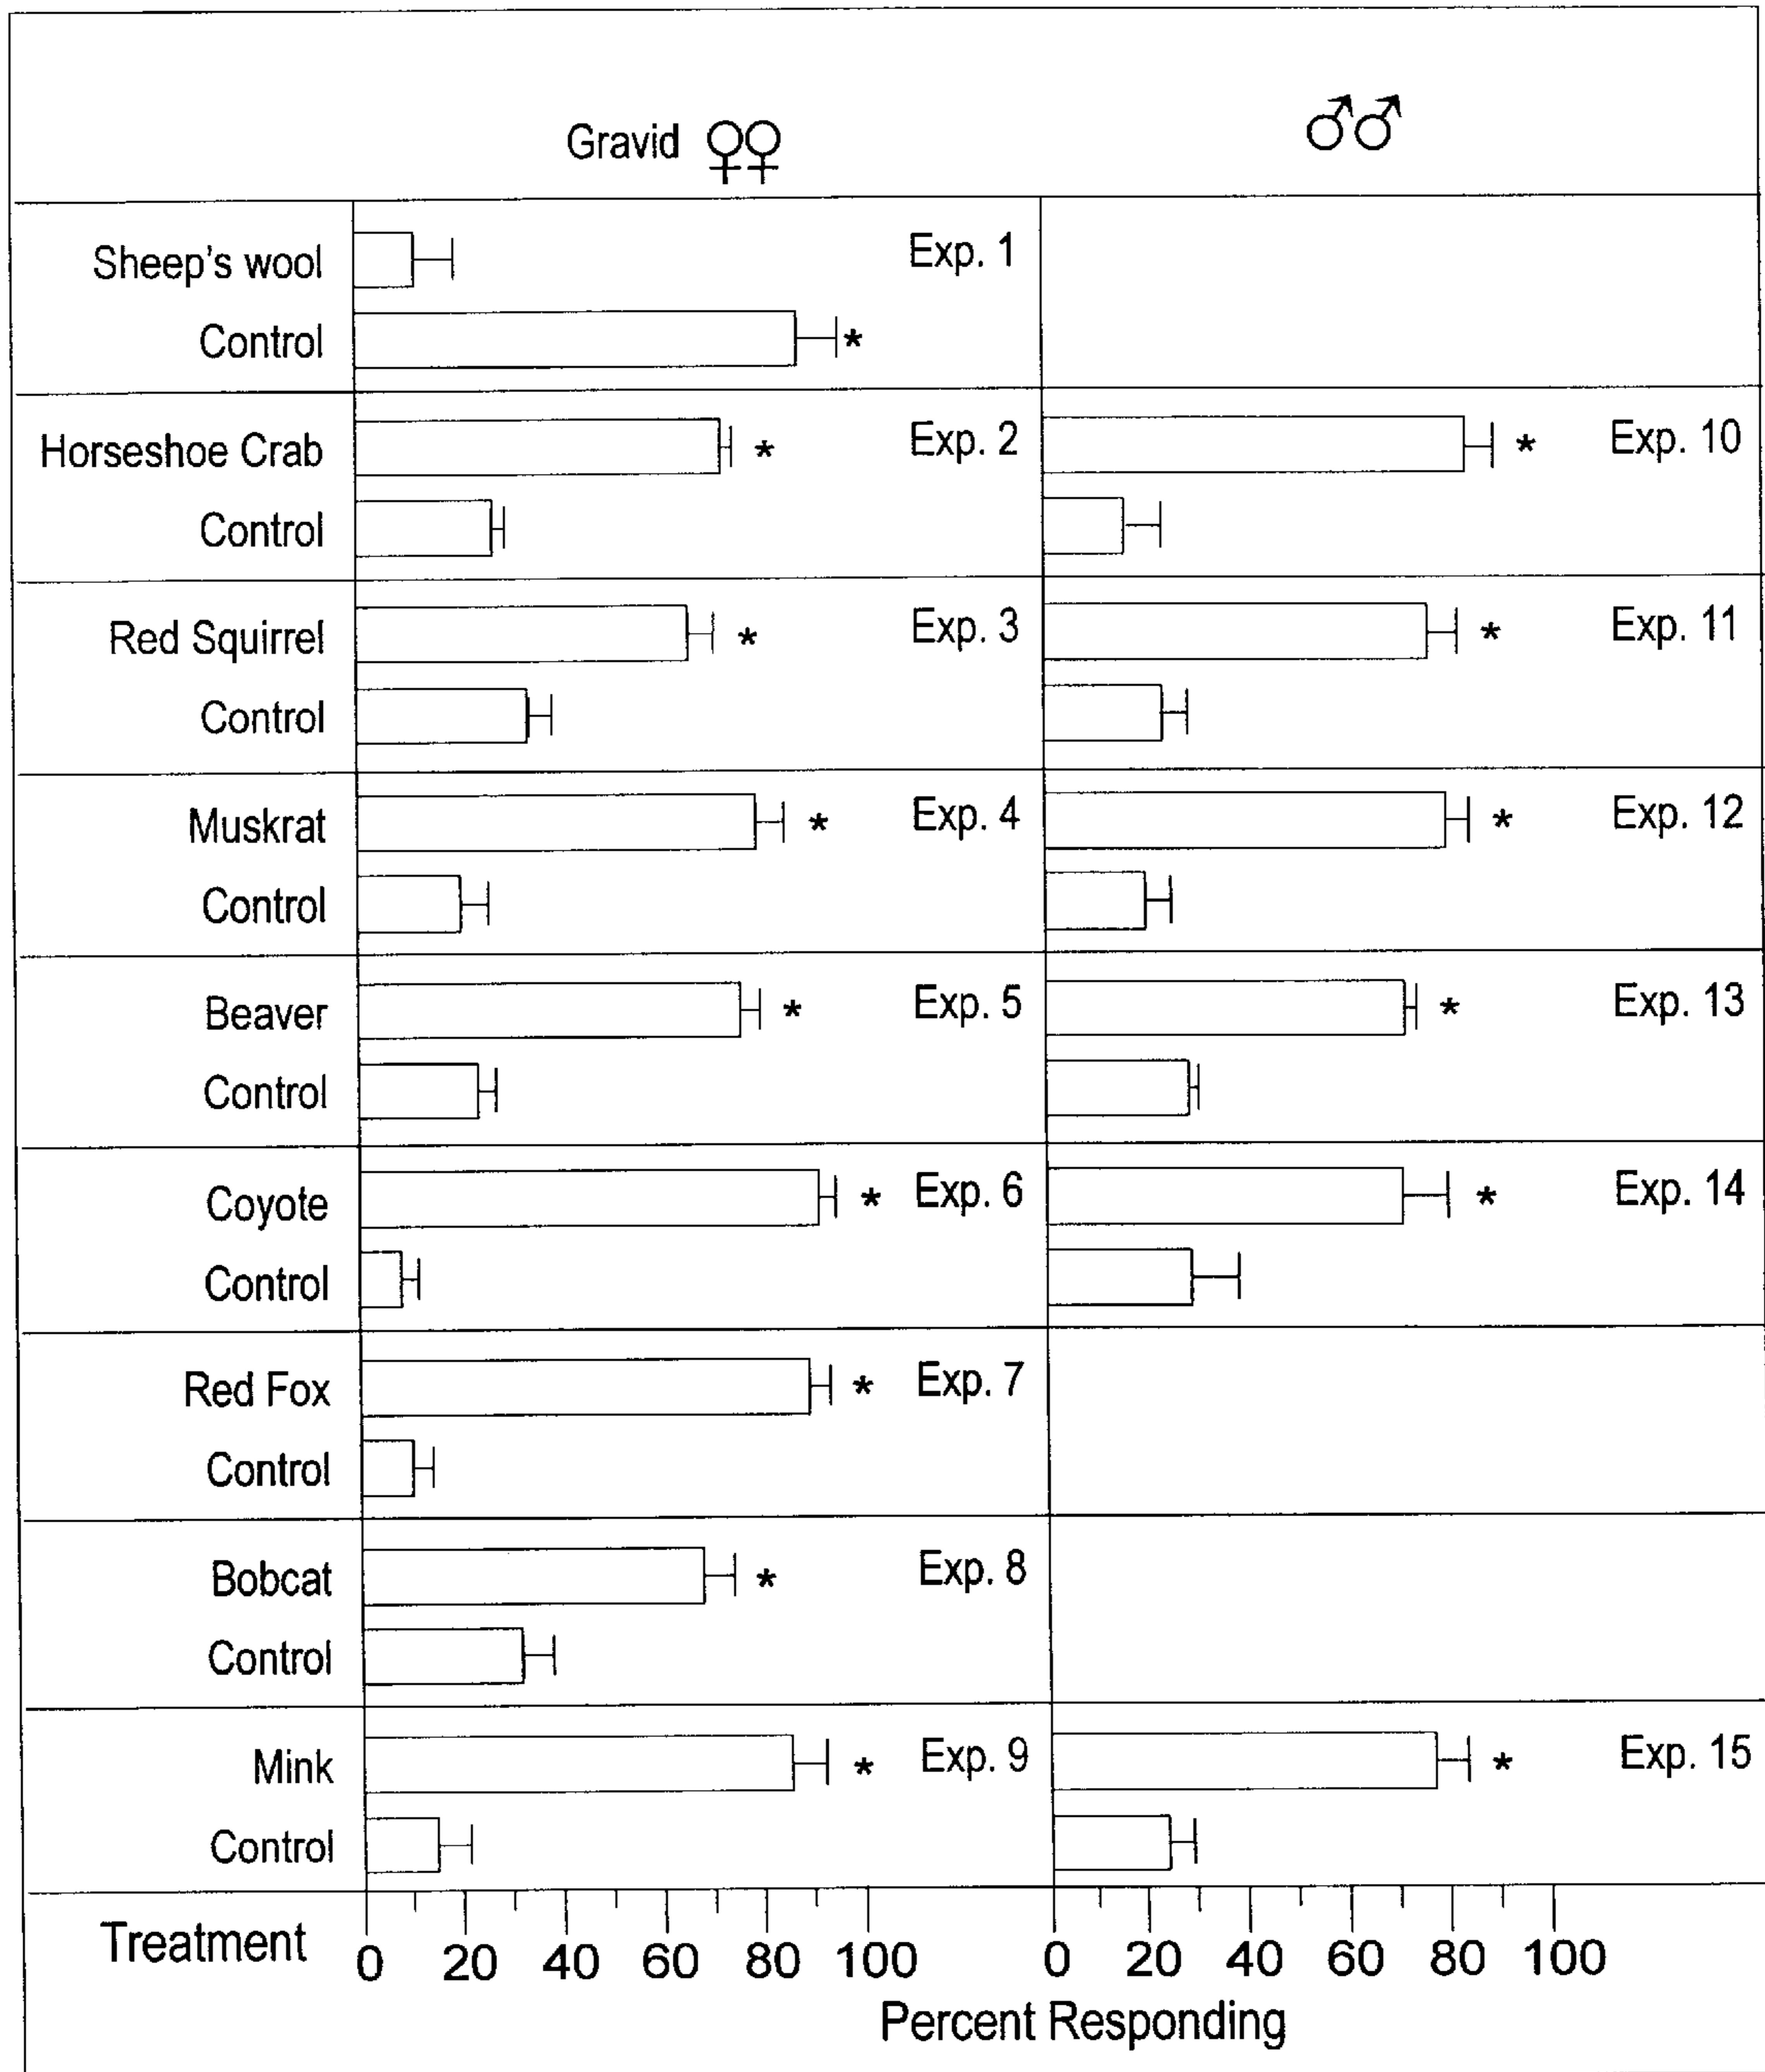 Gravid ♀♀ ♂♂
Sheep's wool Exp. 1
Control *
Horseshoe Crab * Exp. 2 * Exp. 10
Control
Red Squirrel * Exp. 3 * Exp. 11
Control
Muskrat * Exp. 4 * Exp. 12
Control
Beaver * Exp. 5 * Exp. 13
Control
Coyote * Exp. 6 * Exp. 14
Control
Red Fox * Exp. 7
Control
Bobcat * Exp. 8
Control
Mink * Exp. 9 * Exp. 15
Control
Treatment 0 20 40 60 80 100 0 20 40 60 80 100
Percent Responding